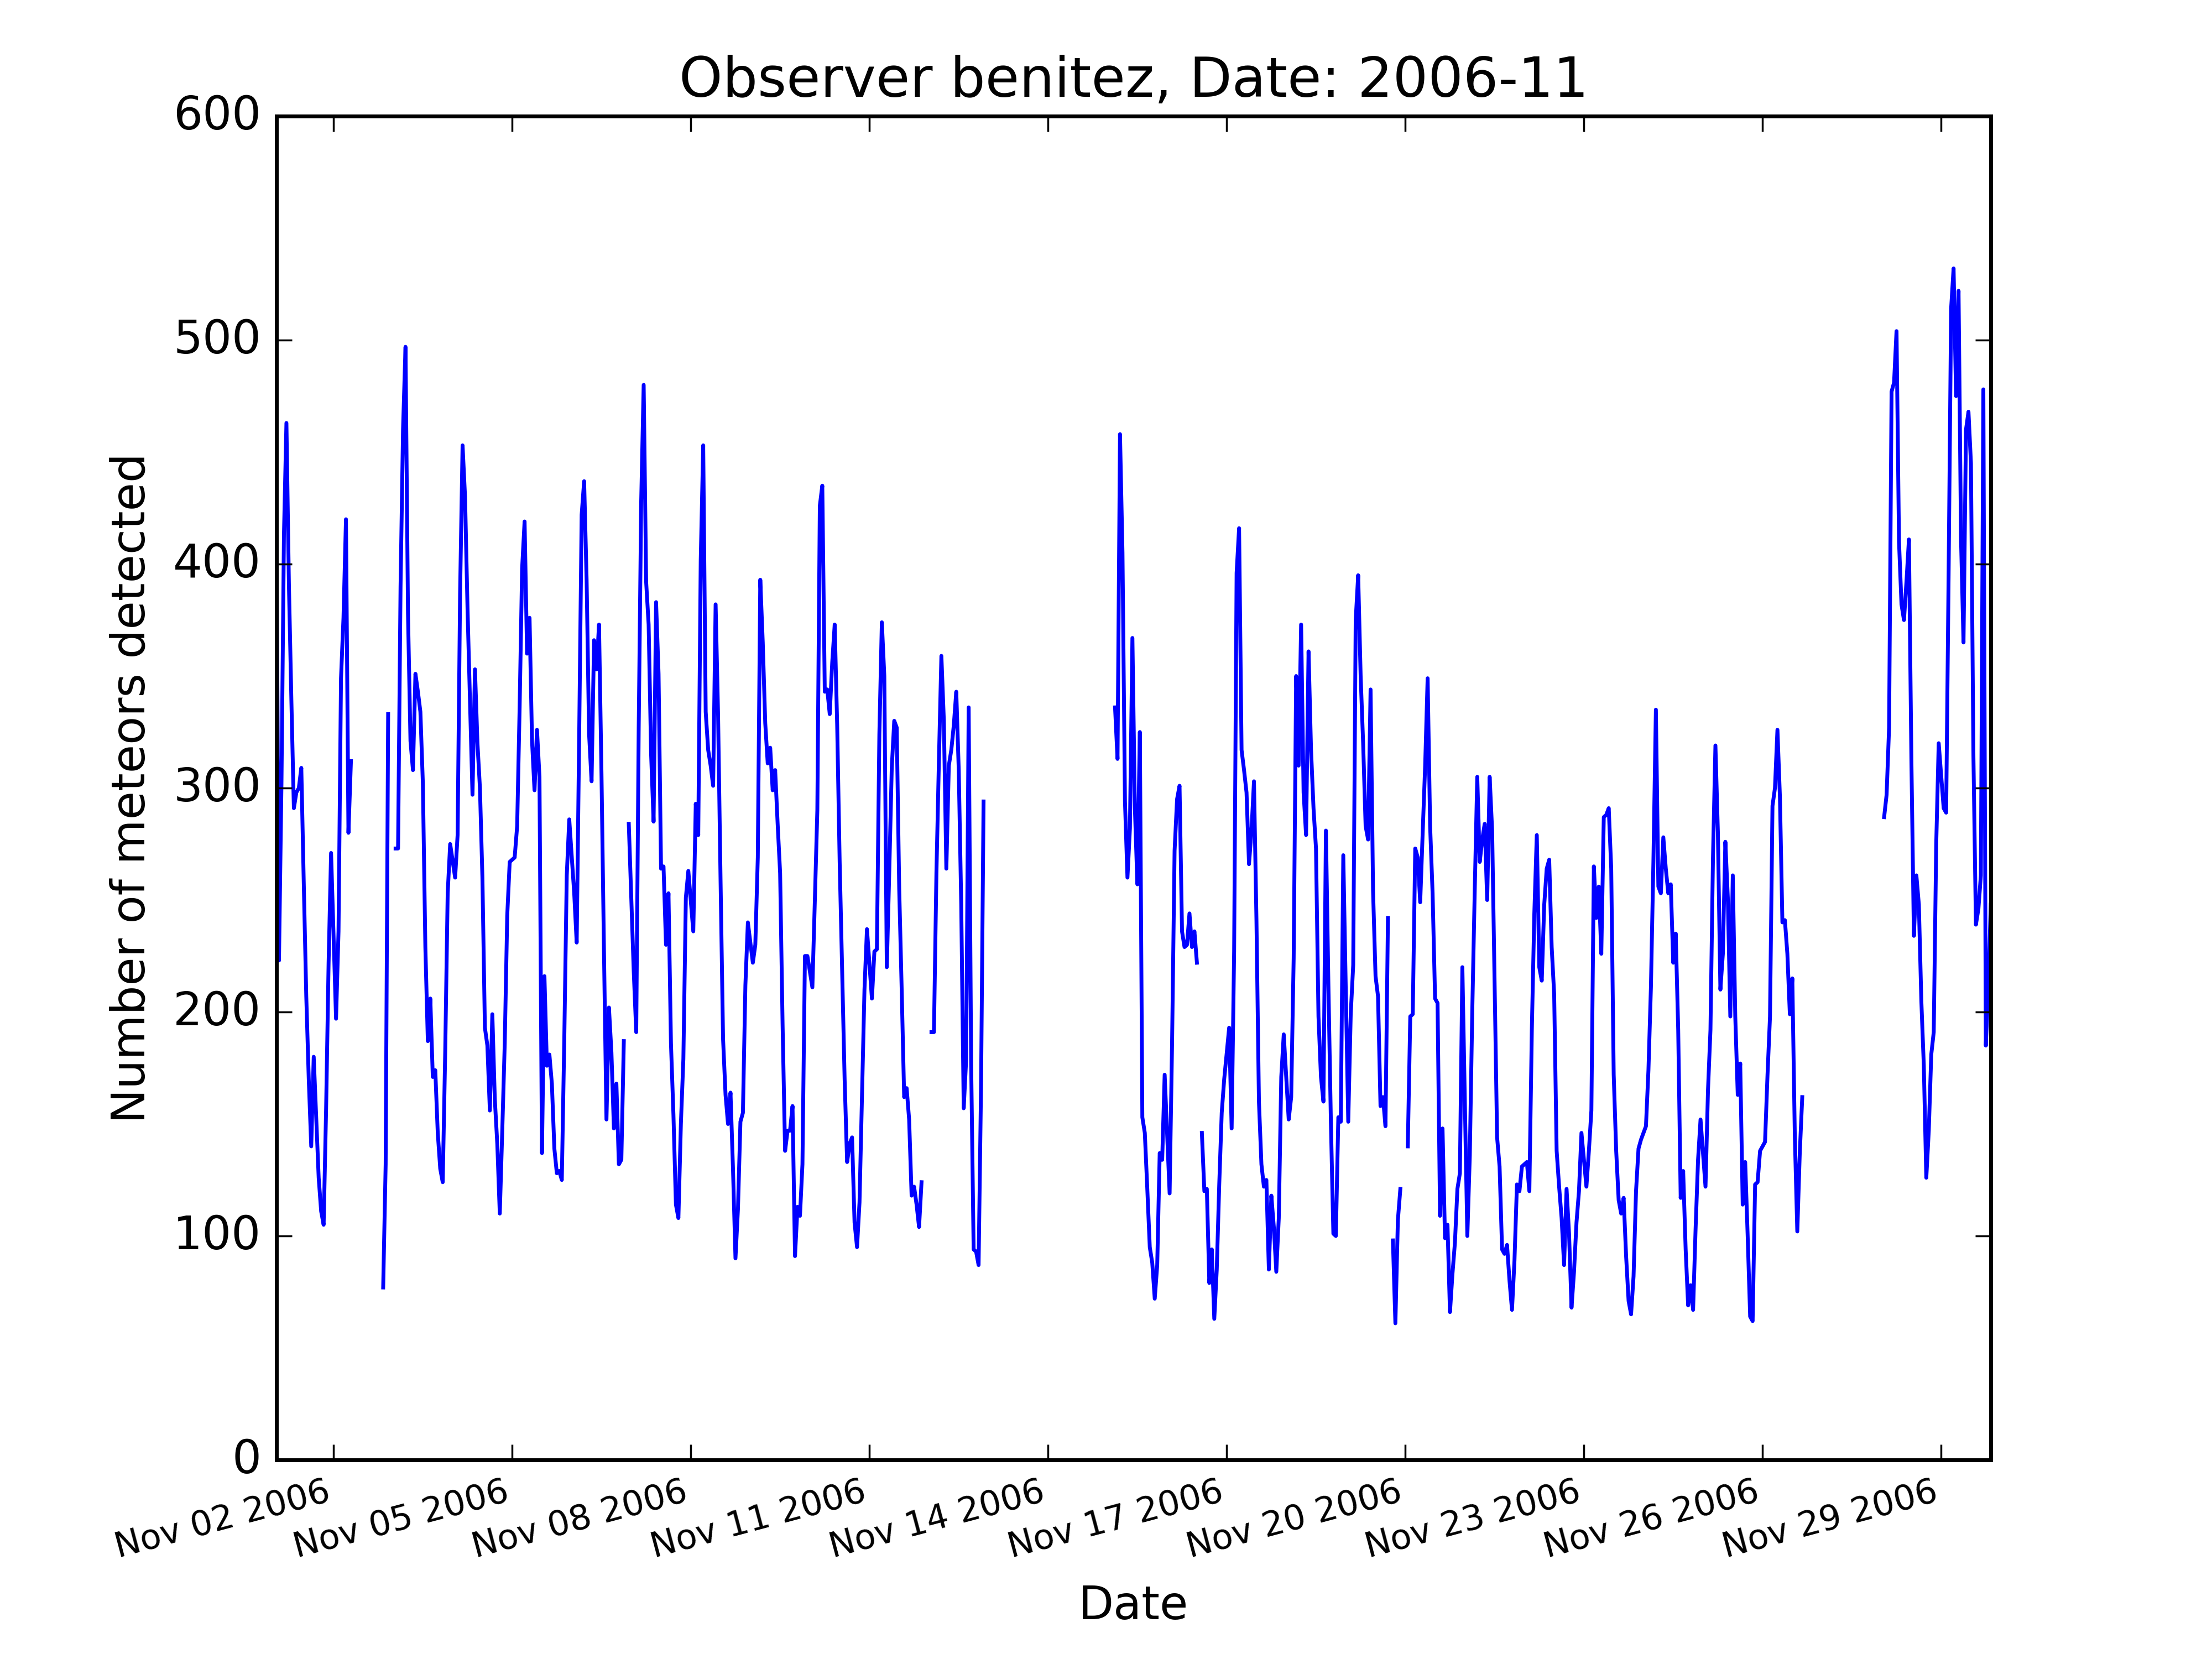 Observer benitez, Date: 2006-11
Number of meteors detected
600
500
400
300
200
100
0
Nov 02 2006
Nov 05 2006
Nov 08 2006
Nov 11 2006
Nov 14 2006
Nov 17 2006
Nov 20 2006
Nov 23 2006
Nov 26 2006
Nov 29 2006
Date